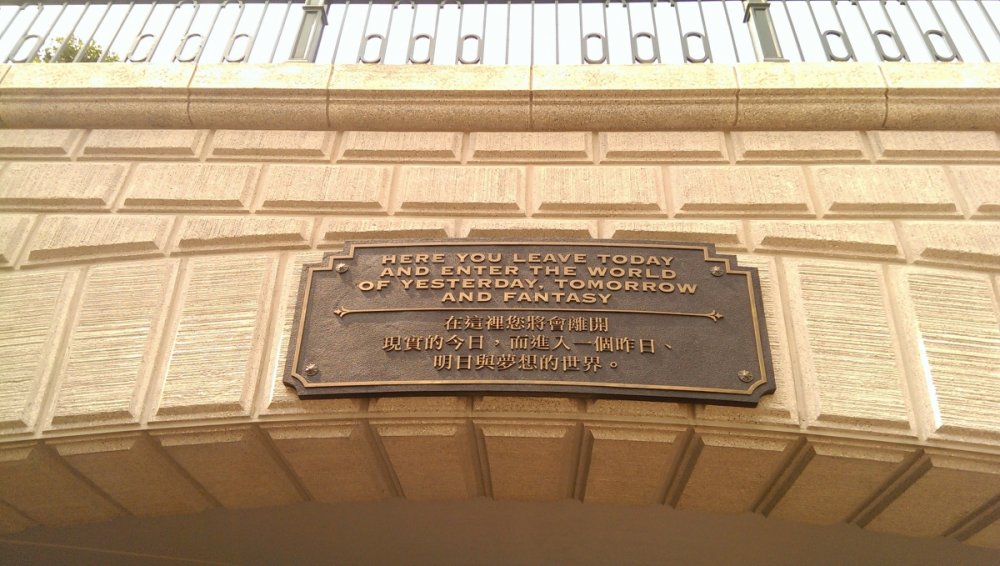 HERE YOU LEAVE TODAY
AND ENTER THE WORLD
OF YESTERDAY, TOMORROW
AND FANTASY
在這裡您將會離開
現實的今日，而進入一個昨日、
明日與夢想的世界。